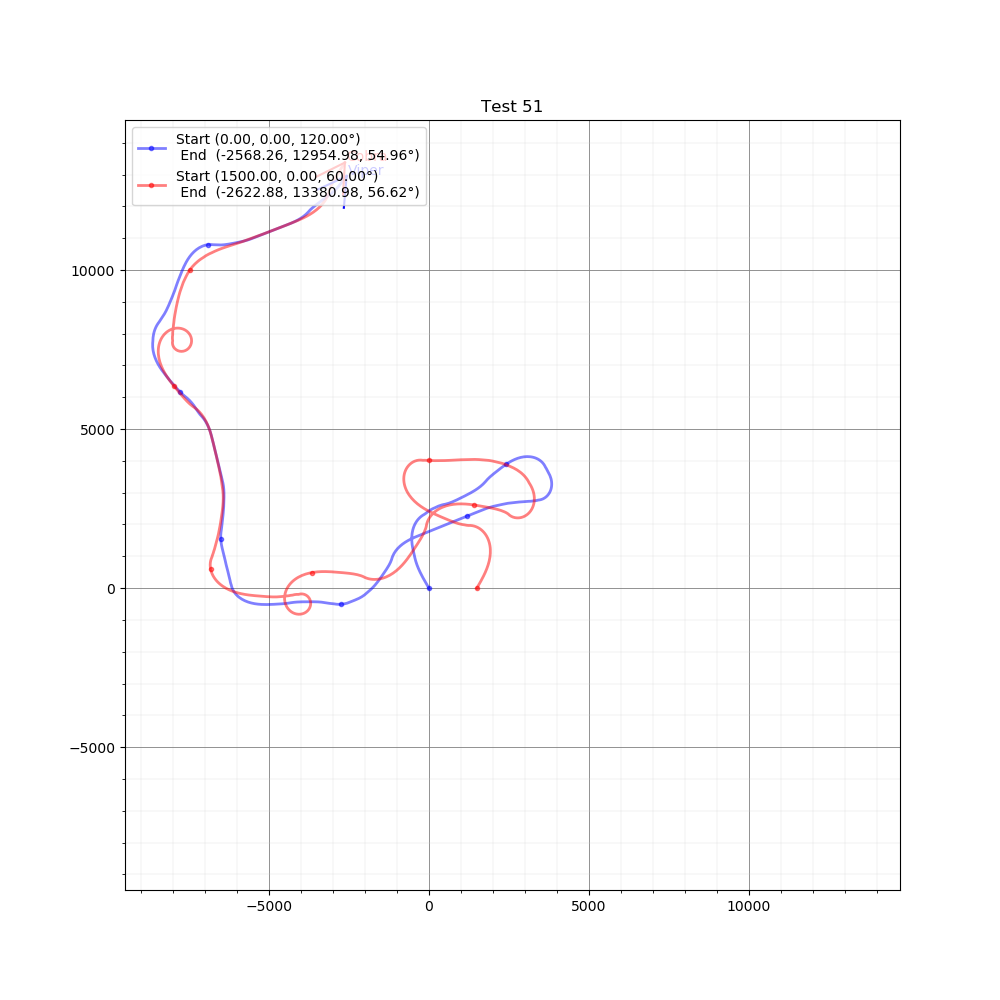 Test 51
Start (0.00, 0.00, 120.00°)
End (-2568.26, 12954.98, 54.96°)
Start (1500.00, 0.00, 60.00°)
End (-2622.88, 13380.98, 56.62°)
Viper
10000
5000
0
−5000
−5000
0
5000
10000